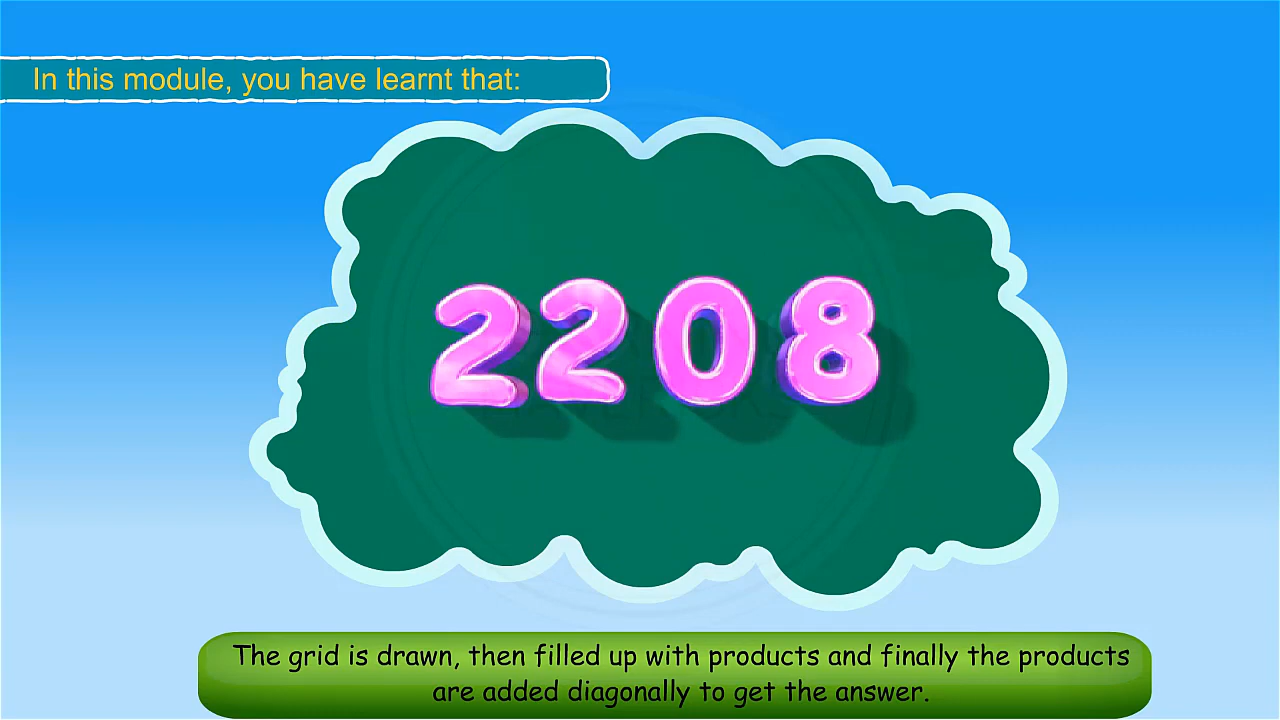 In this module, you have learnt that:
2208
The grid is drawn, then filled up with products and finally the products
are added diagonally to get the answer.